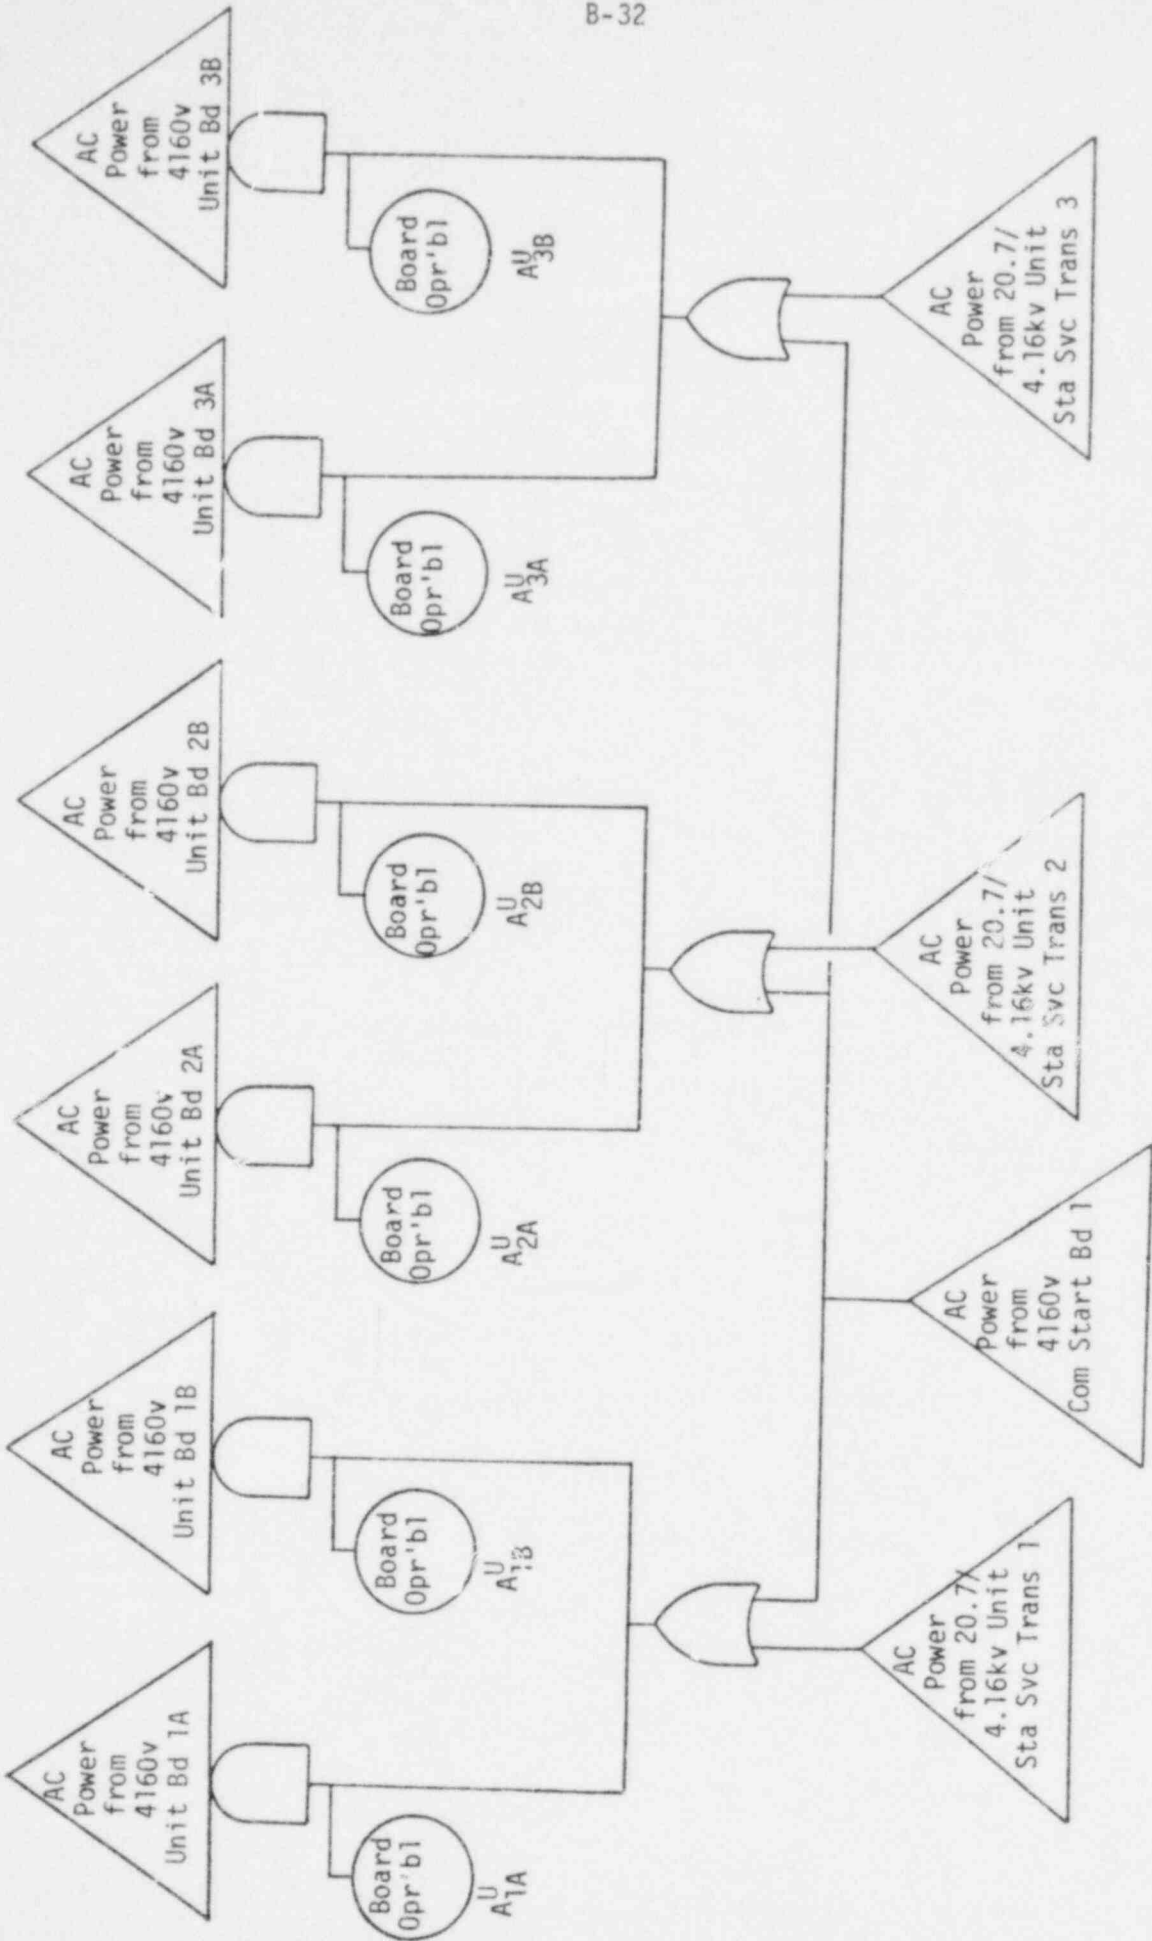 B-32
AC
Power
from
4160v
Unit Bd 1A
AC
Power
from
4160v
Unit Bd 1B
AC
Power
from
4160v
Unit Bd 2A
AC
Power
from
4160v
Unit Bd 2B
AC
Power
from
4160v
Unit Bd 3A
AC
Power
from
4160v
Unit Bd 3B
Board
Opr'bl
AU1A
Board
Opr'bl
AU1B
Board
Opr'bl
AU2A
Board
Opr'bl
AU2B
Board
Opr'bl
AU3A
Board
Opr'bl
AU3B
AC
Power
from 20.7/
4.16kv Unit
Sta Svc Trans 1
AC
Power
from
4160v
Com Start Bd 1
AC
Power
from 20.7/
4.16kv Unit
Sta Svc Trans 2
AC
Power
from 20.7/
4.16kv Unit
Sta Svc Trans 3